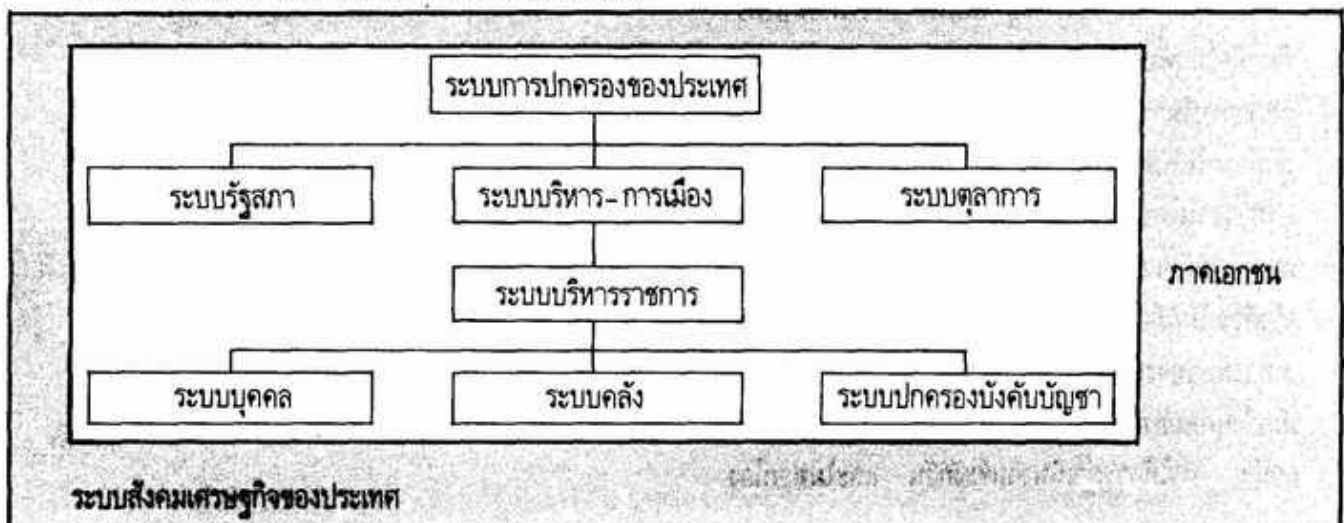 ระบบการปกครองของประเทศ
ระบบรัฐสภา
ระบบบริหาร-การเมือง
ระบบตุลาการ
ระบบบริหารราชการ
ภาคเอกชน
ระบบบุคคล
ระบบคลัง
ระบบปกครองบังคับบัญชา
ระบบสังคมเศรษฐกิจของประเทศ